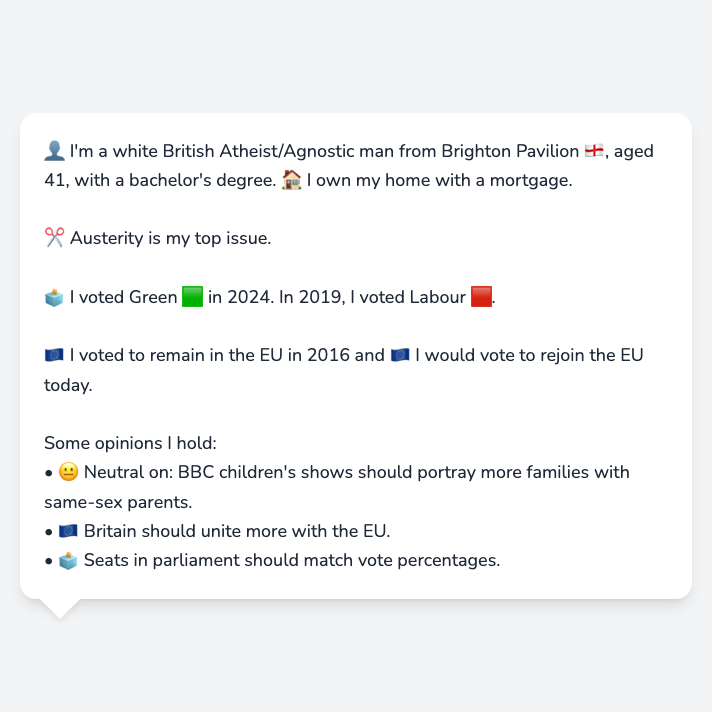 👤 I'm a white British Atheist/Agnostic man from Brighton Pavilion 🏴󠁧󠁢󠁥󠁮󠁧󠁿, aged
41, with a bachelor's degree. 🏠 I own my home with a mortgage.
✂️ Austerity is my top issue.
🗳️ I voted Green 🟩 in 2024. In 2019, I voted Labour 🟥.
🇪🇺 I voted to remain in the EU in 2016 and 🇪🇺 I would vote to rejoin the EU
today.
Some opinions I hold:
• 😐 Neutral on: BBC children's shows should portray more families with
same-sex parents.
• 🇪🇺 Britain should unite more with the EU.
• 🗳️ Seats in parliament should match vote percentages.